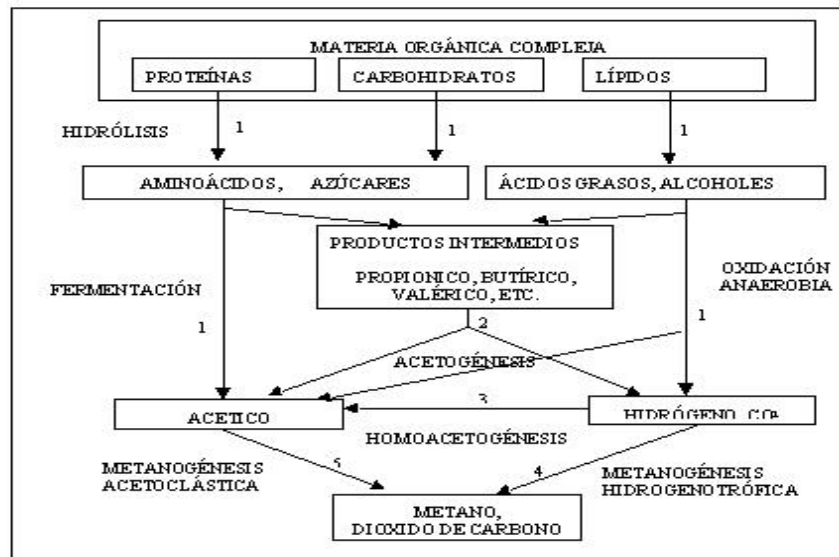 MATERIA ORGÁNICA COMPLEJA
PROTEÍNAS
CARBOHIDRATOS
LÍPIDOS
HIDRÓLISIS
1
1
1
AMINOÁCIDOS, AZÚCARES
ÁCIDOS GRASOS, ALCOHOLES
PRODUCTOS INTERMEDIOS
PROPIONICO, BUTÍRICO,
VALÉRICO, ETC.
FERMENTACIÓN
OXIDACIÓN
ANAEROBIA
1
2
1
ACETOGÉNESIS
ACETICO
3
HIDRÓGENO, CO₂
HOMOACETOGÉNESIS
METANOGÉNESIS
ACETOCLÁSTICA
5
4
METANOGÉNESIS
HIDROGENOTRÓFICA
METANO,
DIOXIDO DE CARBONO